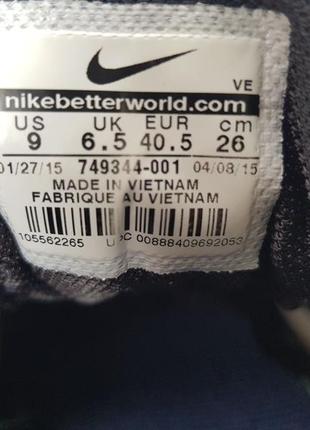 VE
nikebetterworld.com
US UK EUR cm
9 6.5 40.5 26
01/27/15 749344-001 04/08/15
MADE IN VIETNAM
FABRIQUE AU VIETNAM
105562265 UPC 00888409692053